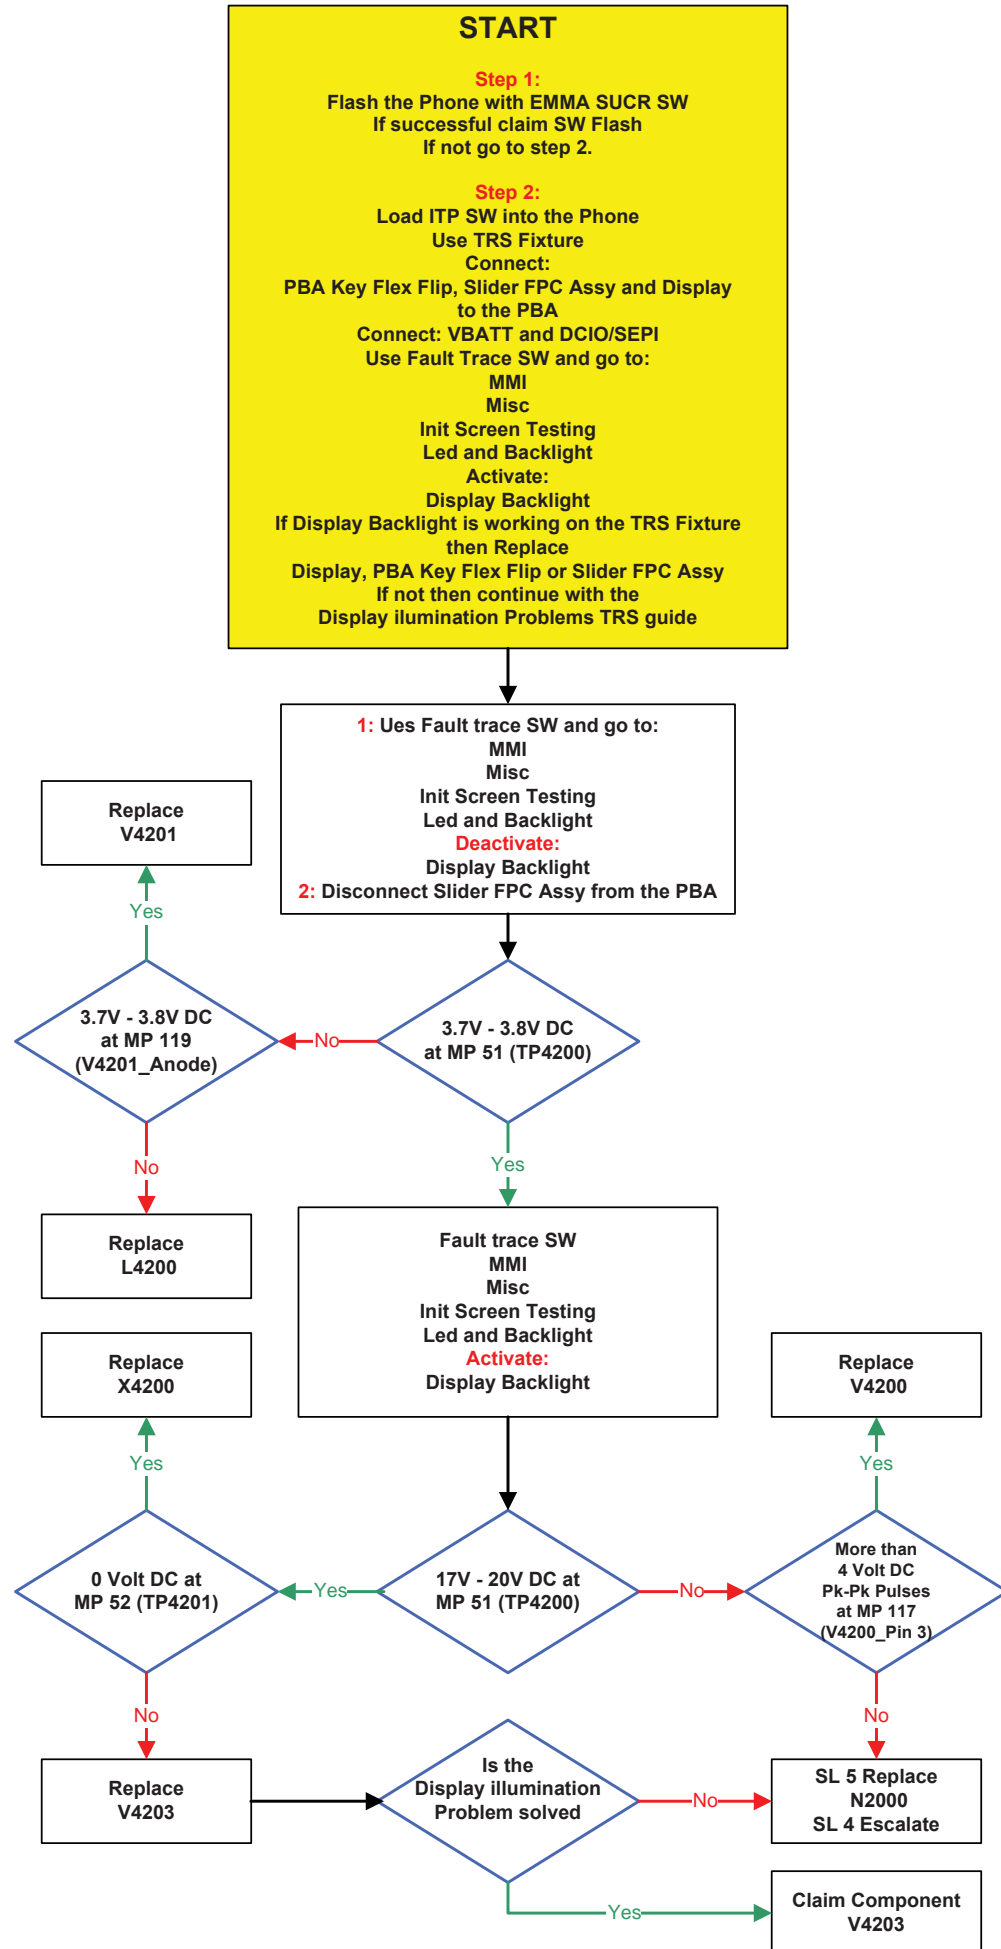 START
Step 1:
Flash the Phone with EMMA SUCR SW
If successful claim SW Flash
If not go to step 2.
Step 2:
Load ITP SW into the Phone
Use TRS Fixture
Connect:
PBA Key Flex Flip, Slider FPC Assy and Display
to the PBA
Connect: VBATT and DCIO/SEPI
Use Fault Trace SW and go to:
MMI
Misc
Init Screen Testing
Led and Backlight
Activate:
Display Backlight
If Display Backlight is working on the TRS Fixture
then Replace
Display, PBA Key Flex Flip or Slider FPC Assy
If not then continue with the
Display ilumination Problems TRS guide
1: Ues Fault trace SW and go to:
MMI
Misc
Init Screen Testing
Led and Backlight
Deactivate:
Display Backlight
2: Disconnect Slider FPC Assy from the PBA
Replace
V4201
Yes
3.7V - 3.8V DC
at MP 119
(V4201_Anode)
No
3.7V - 3.8V DC
at MP 51 (TP4200)
No
Yes
Replace
L4200
Fault trace SW
MMI
Misc
Init Screen Testing
Led and Backlight
Activate:
Display Backlight
Replace
X4200
Replace
V4200
Yes
Yes
0 Volt DC at
MP 52 (TP4201)
Yes
17V - 20V DC at
MP 51 (TP4200)
No
More than
4 Volt DC
Pk-Pk Pulses
at MP 117
(V4200_Pin 3)
No
No
Replace
V4203
Is the
Display illumination
Problem solved
No
SL 5 Replace
N2000
SL 4 Escalate
Yes
Claim Component
V4203